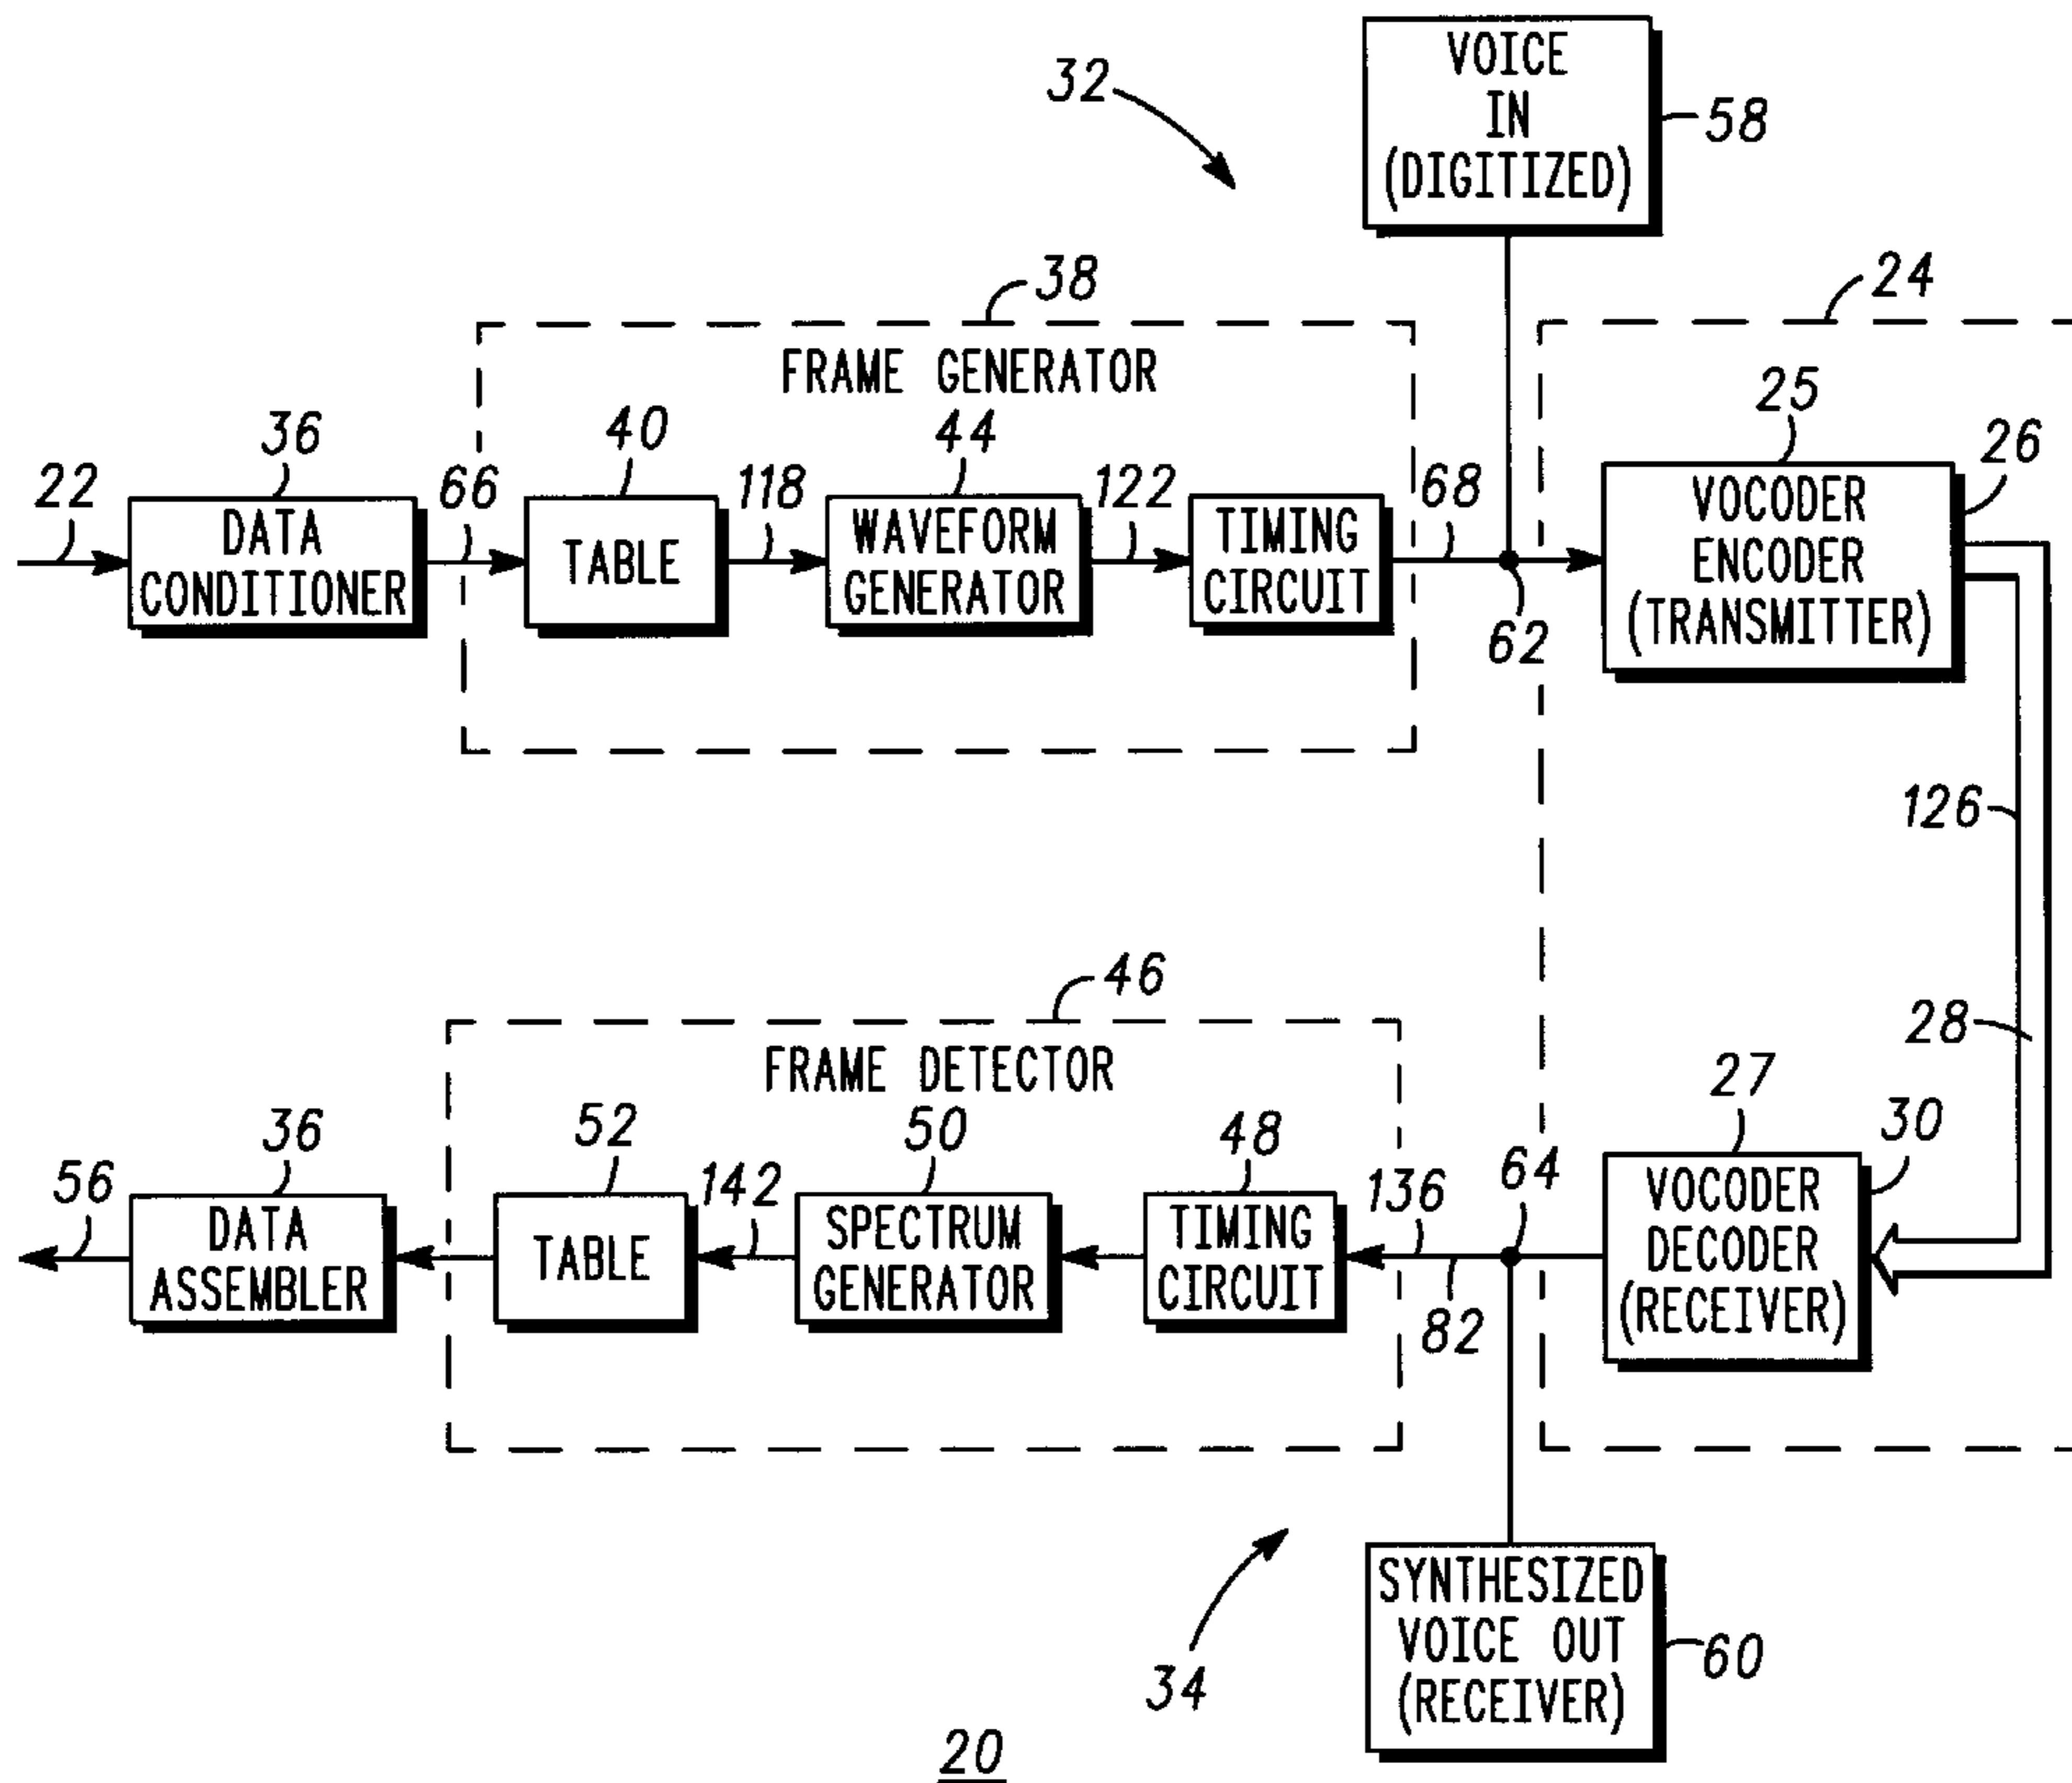 VOICE
IN
(DIGITIZED)
32
58
38
24
FRAME GENERATOR
25
36
40
44
26
22
66
118
122
68
DATA
CONDITIONER
TABLE
WAVEFORM
GENERATOR
TIMING
CIRCUIT
62
VOCODER
ENCODER
(TRANSMITTER)
126
28
46
FRAME DETECTOR
27
36
52
50
48
30
56
142
136
64
DATA
ASSEMBLER
TABLE
SPECTRUM
GENERATOR
TIMING
CIRCUIT
82
VOCODER
DECODER
(RECEIVER)
34
SYNTHESIZED
VOICE OUT
(RECEIVER)
60
20